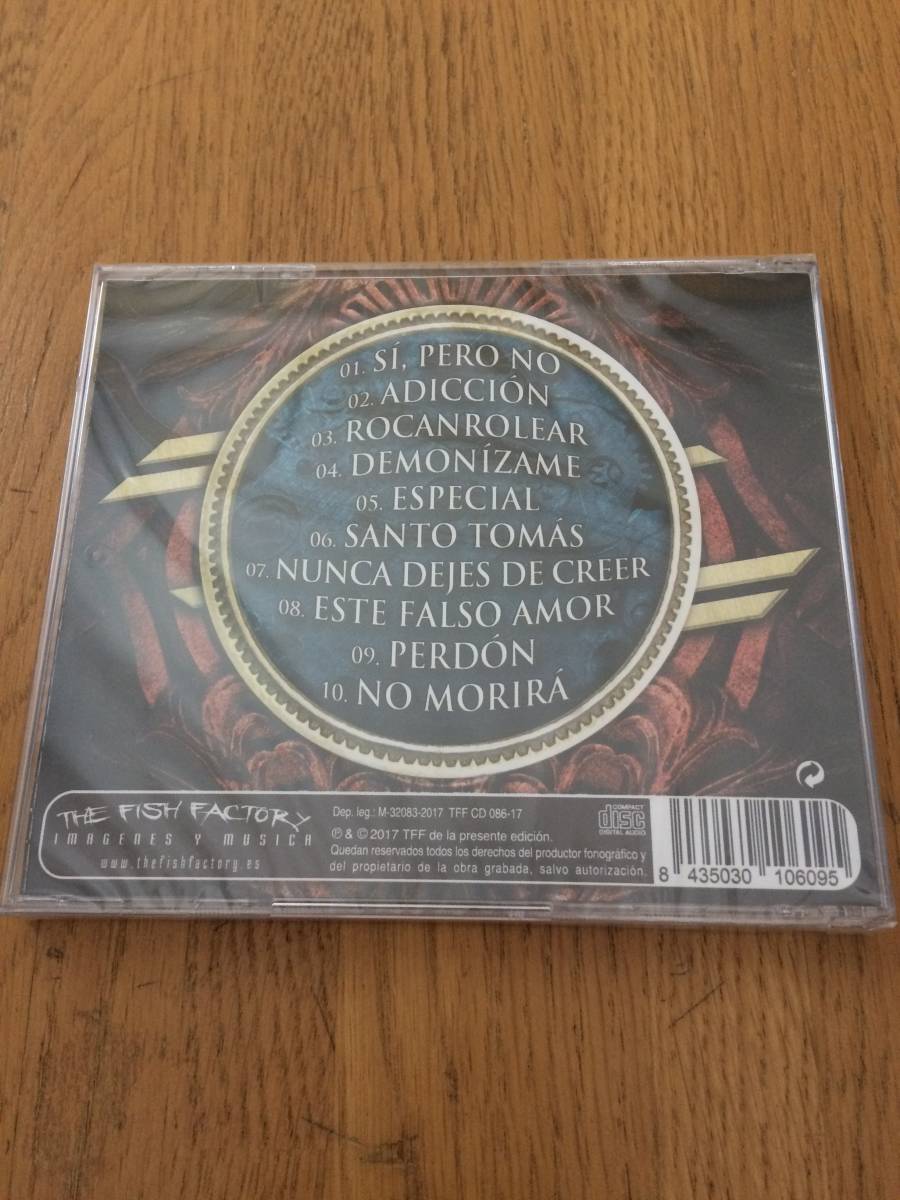 01. SÍ, PERO NO
02. ADICCIÓN
03. ROCANROLEAR
04. DEMONÍZAME
05. ESPECIAL
06. SANTO TOMÁS
07. NUNCA DEJES DE CREER
08. ESTE FALSO AMOR
09. PERDÓN
10. NO MORIRÁ
THE FISH FACTORY
IMAGENES Y MUSICA
www.thefishfactory.es
Dep. leg.: M-32083-2017 TFF CD 086-17
℗ & © 2017 TFF de la presente edición.
Quedan reservados todos los derechos del productor fonográfico y
del propietario de la obra grabada, salvo autorización.
COMPACT
disc
DIGITAL AUDIO
8 435030 106095